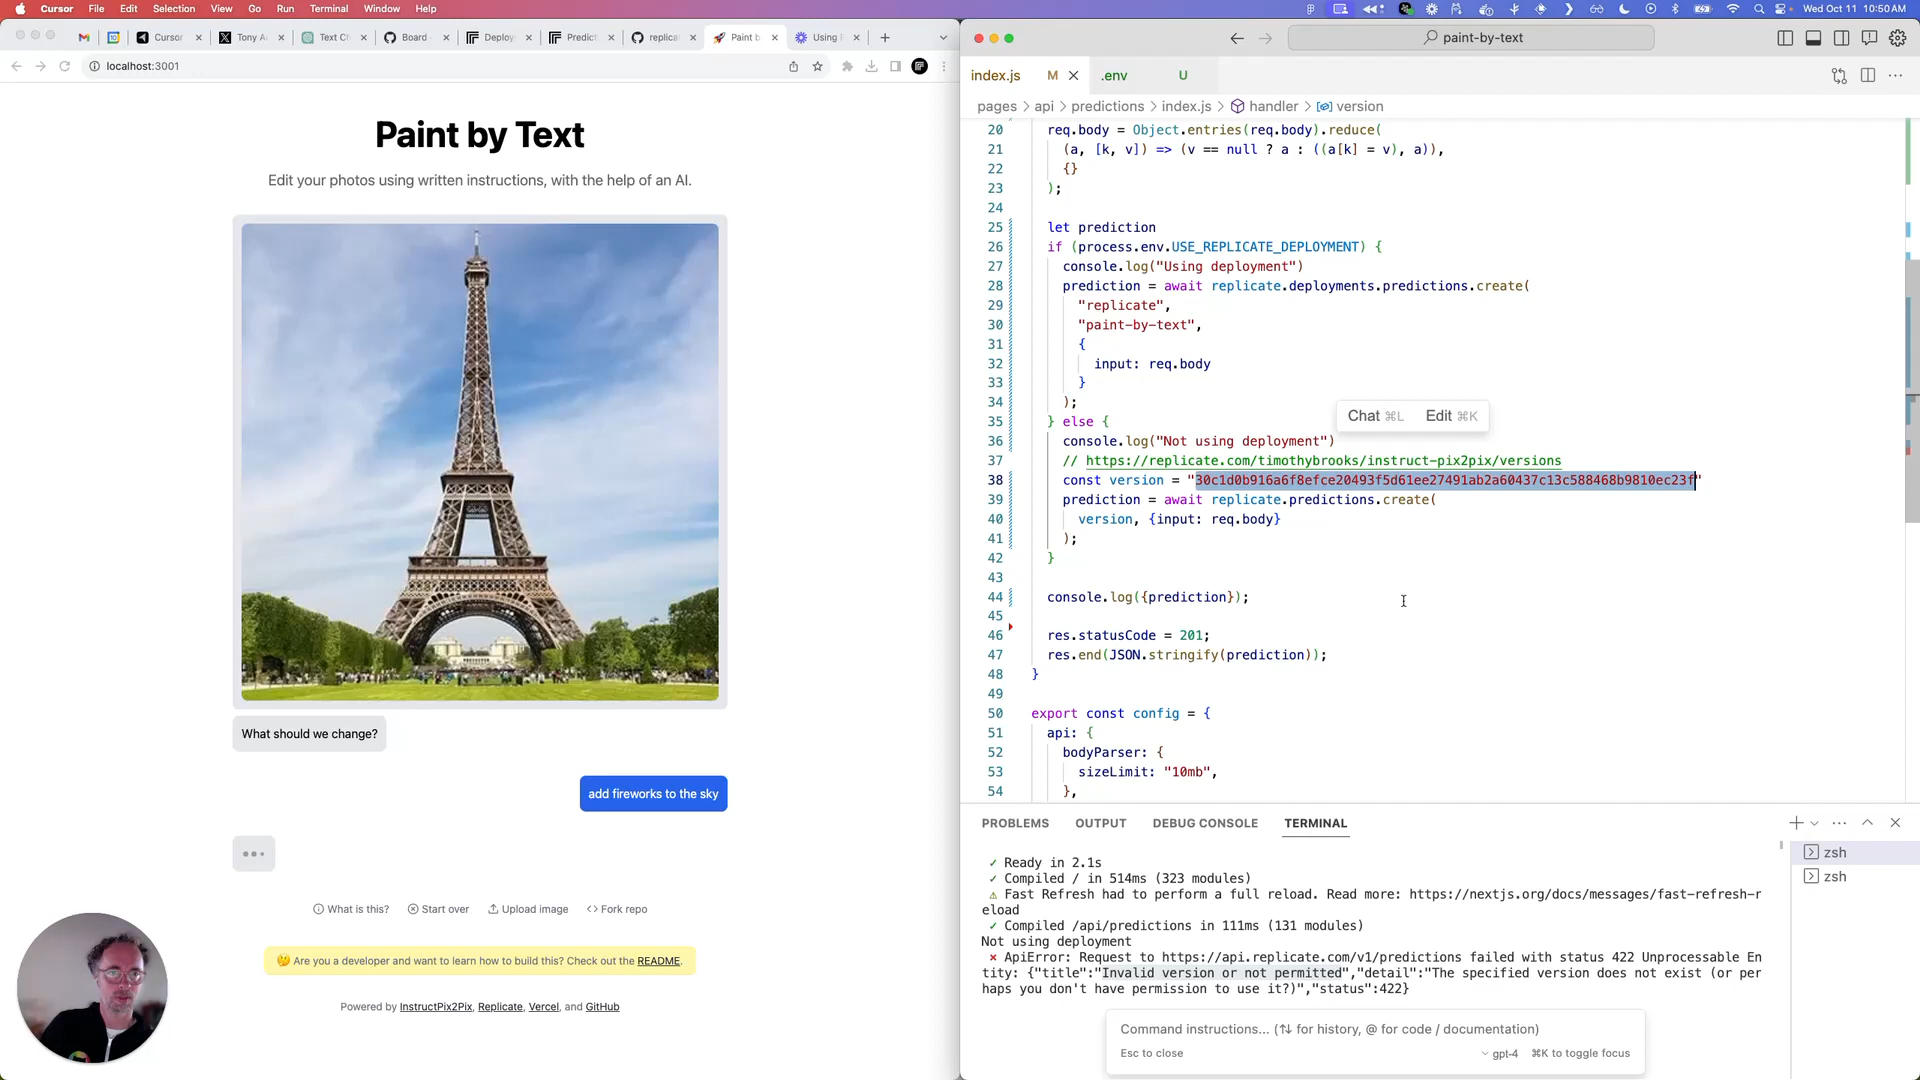 Cursor File Edit Selection View Go Run Terminal Window Help
Wed Oct 11 10:50 AM
Cursor
Tony A
Text C
Board
Deploy
Predict
replica
Paint b
Using
localhost:3001
Paint by Text
Edit your photos using written instructions, with the help of an AI.
What should we change?
add fireworks to the sky
What is this? Start over Upload image Fork repo
Are you a developer and want to learn how to build this? Check out the README.
Powered by InstructPix2Pix, Replicate, Vercel, and GitHub
paint-by-text
index.js M .env U
pages > api > predictions > index.js > handler > version
20 req.body = Object.entries(req.body).reduce(
21 (a, [k, v]) => (v == null ? a : ((a[k] = v), a)),
22 {}
23 );
24
25 let prediction
26 if (process.env.USE_REPLICATE_DEPLOYMENT) {
27 console.log("Using deployment")
28 prediction = await replicate.deployments.predictions.create(
29 "replicate",
30 "paint-by-text",
31 {
32 input: req.body
33 }
34 );
35 } else {
36 console.log("Not using deployment")
37 // https://replicate.com/timothybrooks/instruct-pix2pix/versions
38 const version = "30c1d0b916a6f8efce20493f5d61ee27491ab2a60437c13c588468b9810ec23f"
39 prediction = await replicate.predictions.create(
40 version, {input: req.body}
41 );
42 }
43
44 console.log({prediction});
45
46 res.statusCode = 201;
47 res.end(JSON.stringify(prediction));
48 }
49
50 export const config = {
51 api: {
52 bodyParser: {
53 sizeLimit: "10mb",
54 },
Chat ⌘L Edit ⌘K
PROBLEMS OUTPUT DEBUG CONSOLE TERMINAL
zsh
zsh
✓ Ready in 2.1s
✓ Compiled / in 514ms (323 modules)
⚠ Fast Refresh had to perform a full reload. Read more: https://nextjs.org/docs/messages/fast-refresh-r
eload
✓ Compiled /api/predictions in 111ms (131 modules)
Not using deployment
× ApiError: Request to https://api.replicate.com/v1/predictions failed with status 422 Unprocessable En
tity: {"title":"Invalid version or not permitted","detail":"The specified version does not exist (or per
haps you don't have permission to use it?)","status":422}
Command instructions... (⇅ for history, @ for code / documentation)
Esc to close gpt-4 ⌘K to toggle focus